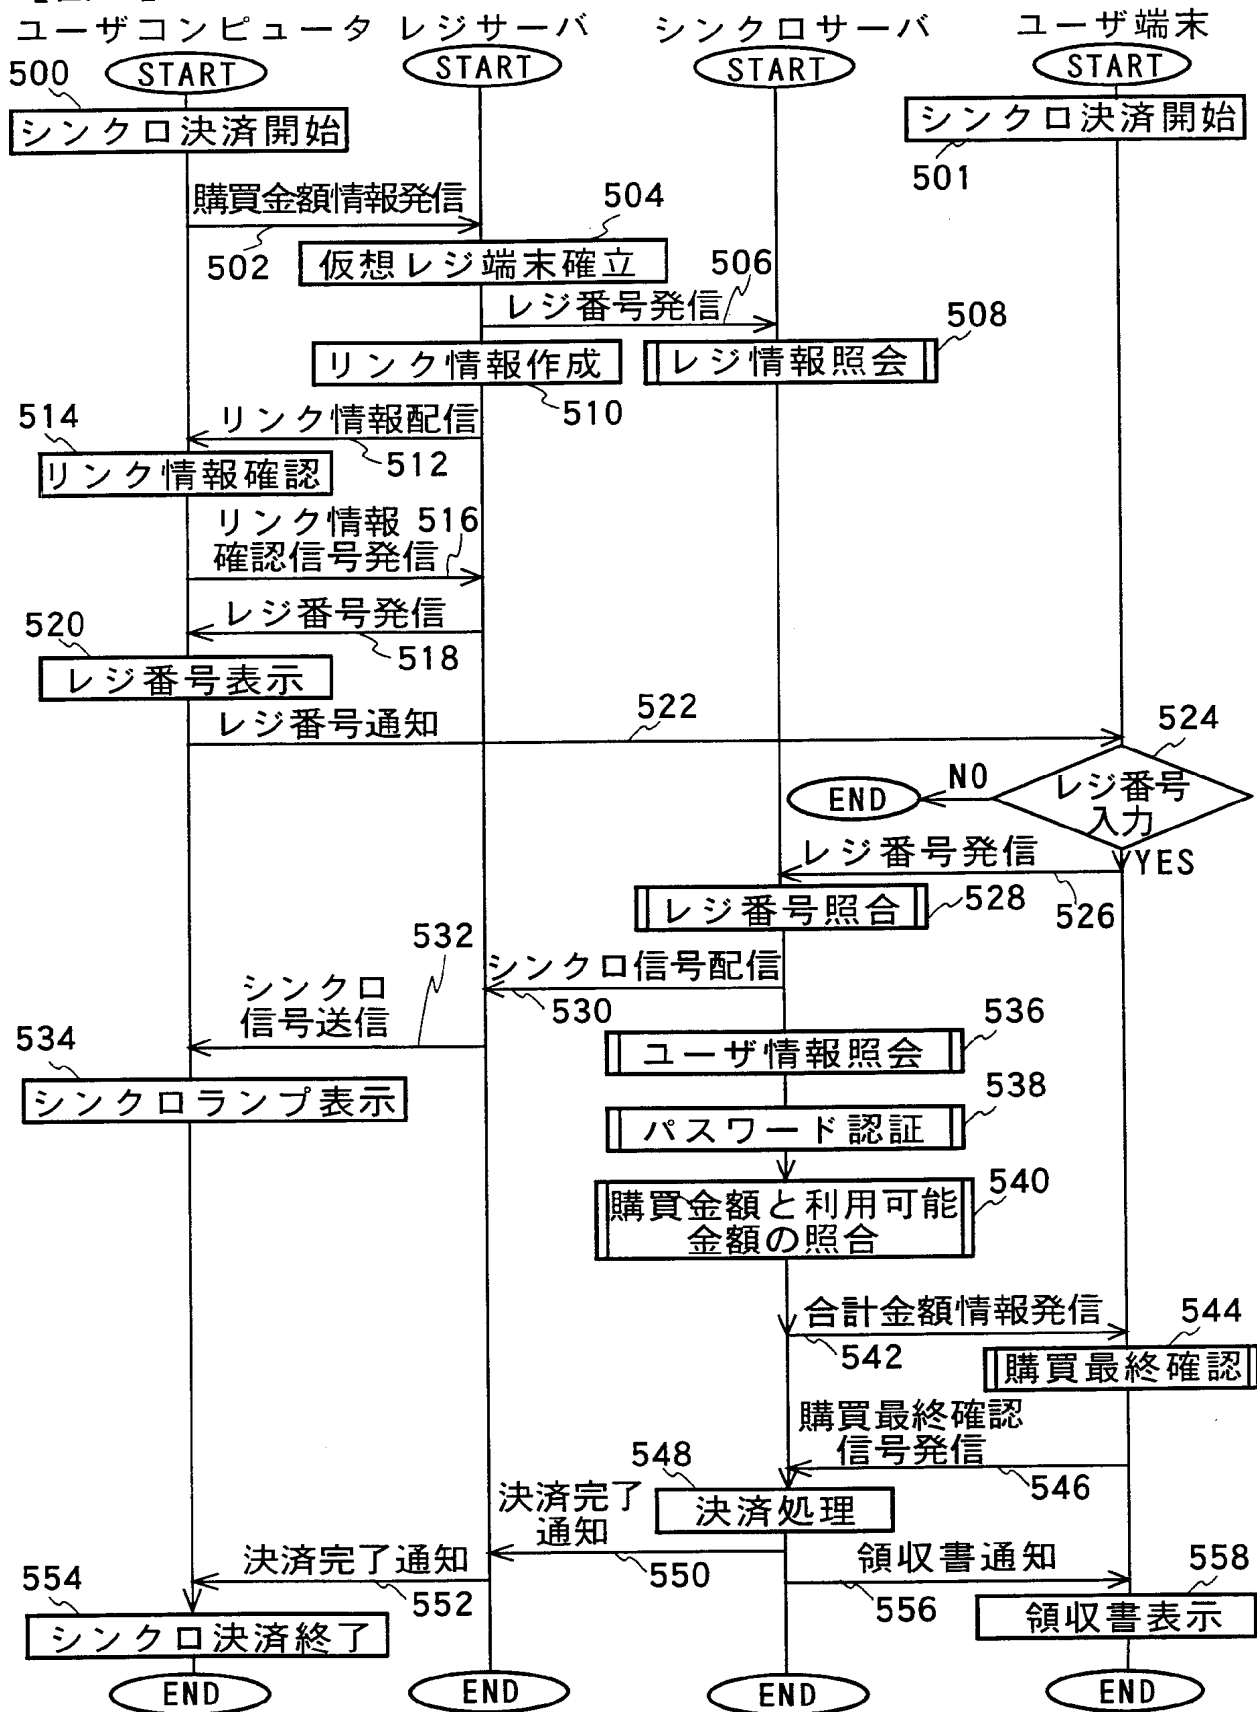 ユーザコンピュータ レジサーバ シンクロサーバ ユーザ端末
START START START START
500
シンクロ決済開始
シンクロ決済開始
501
購買金額情報発信
502
504
仮想レジ端末確立
506
レジ番号発信
508
リンク情報作成
レジ情報照会
510
514
リンク情報配信
512
リンク情報確認
リンク情報 516
確認信号発信
レジ番号発信
520
518
レジ番号表示
レジ番号通知
522
524
レジ番号
入力
NO
END
YES
レジ番号発信
526
レジ番号照合
528
532
シンクロ信号配信
530
シンクロ
信号送信
534
536
ユーザ情報照会
シンクロランプ表示
538
パスワード認証
540
購買金額と利用可能
金額の照合
合計金額情報発信
542
544
購買最終確認
購買最終確認
信号発信
546
548
決済処理
決済完了
通知
550
決済完了通知
552
領収書通知
556
558
554
シンクロ決済終了
領収書表示
END END END END